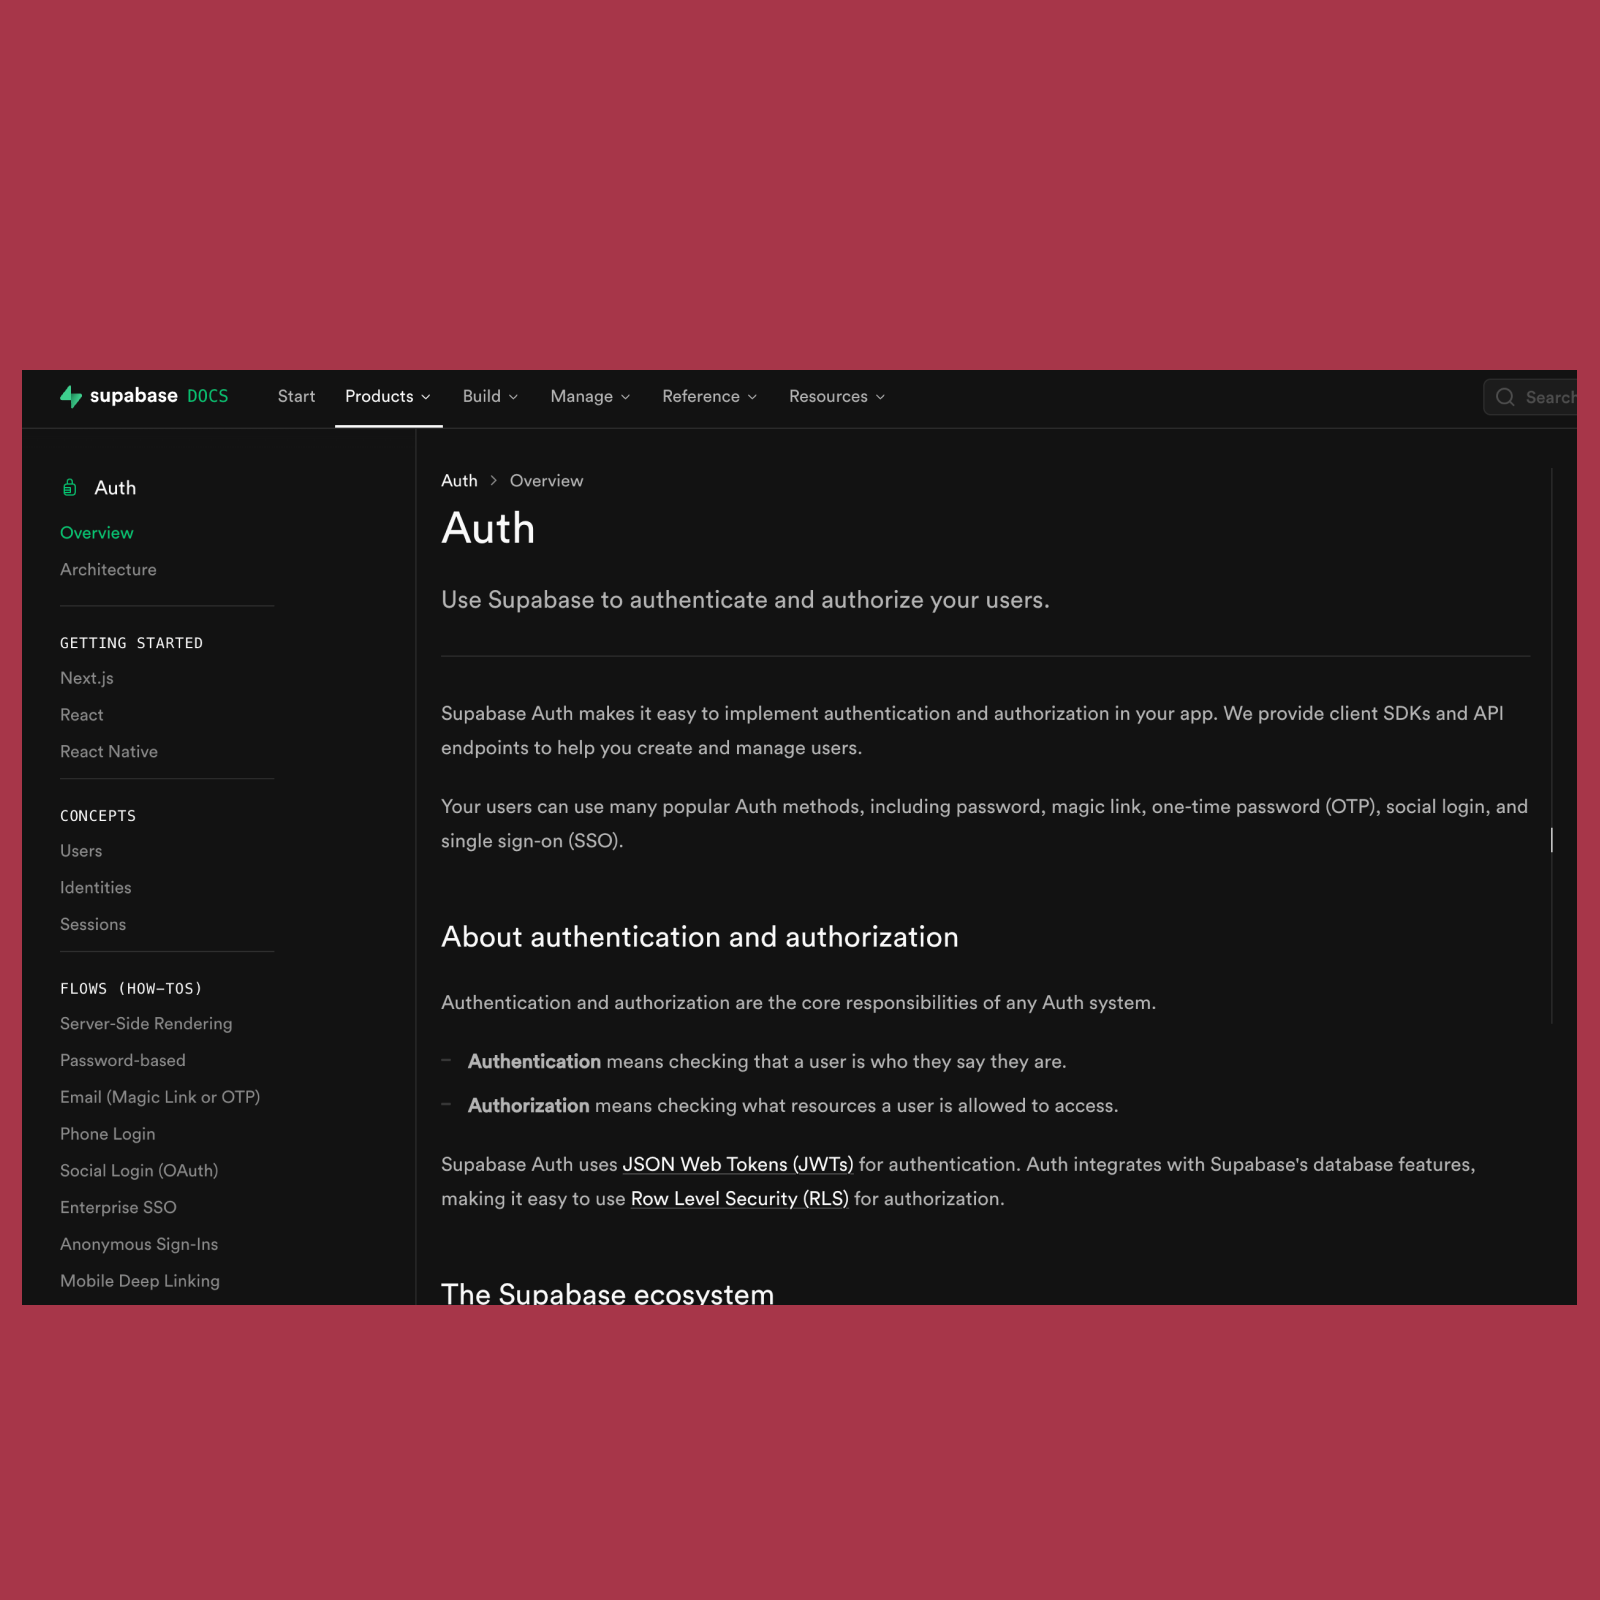 supabase DOCS Start Products Build Manage Reference Resources Search
Auth
Overview
Architecture
GETTING STARTED
Next.js
React
React Native
CONCEPTS
Users
Identities
Sessions
FLOWS (HOW-TOS)
Server-Side Rendering
Password-based
Email (Magic Link or OTP)
Phone Login
Social Login (OAuth)
Enterprise SSO
Anonymous Sign-Ins
Mobile Deep Linking
Auth > Overview
Auth
Use Supabase to authenticate and authorize your users.
Supabase Auth makes it easy to implement authentication and authorization in your app. We provide client SDKs and API
endpoints to help you create and manage users.
Your users can use many popular Auth methods, including password, magic link, one-time password (OTP), social login, and
single sign-on (SSO).
About authentication and authorization
Authentication and authorization are the core responsibilities of any Auth system.
– Authentication means checking that a user is who they say they are.
– Authorization means checking what resources a user is allowed to access.
Supabase Auth uses JSON Web Tokens (JWTs) for authentication. Auth integrates with Supabase's database features,
making it easy to use Row Level Security (RLS) for authorization.
The Supabase ecosystem